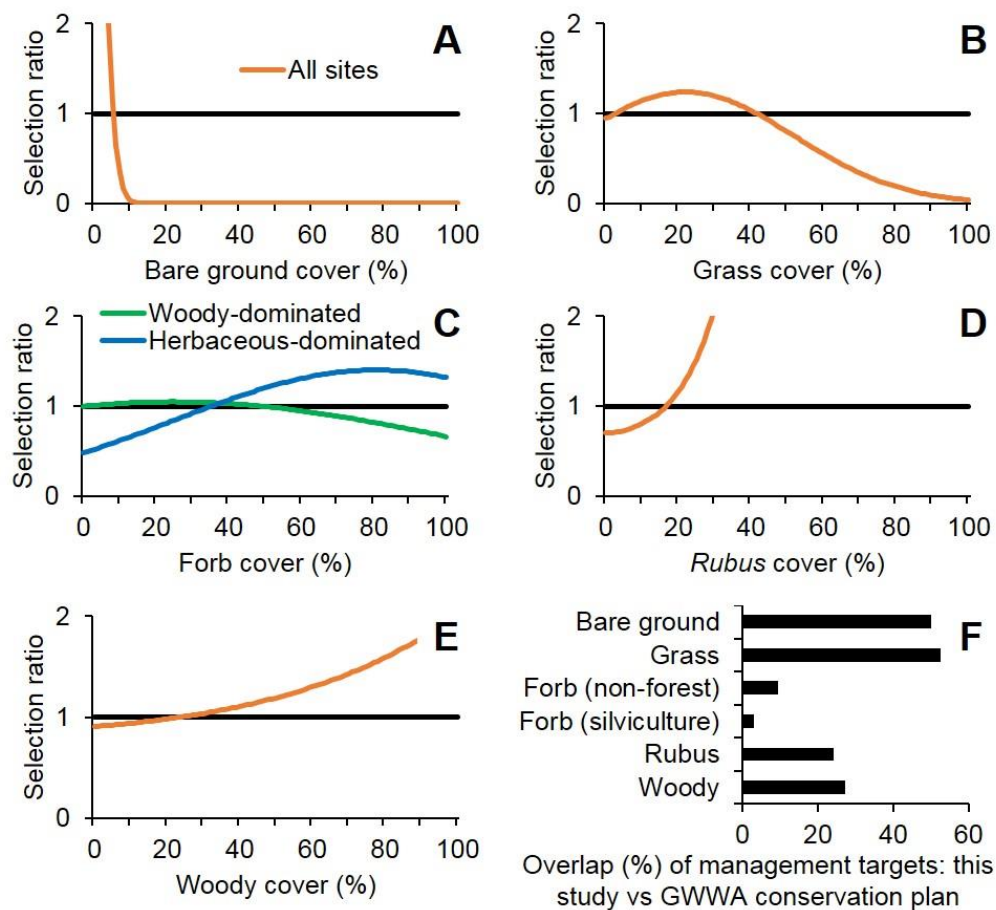 A
Selection ratio
2
1
0
All sites
0 20 40 60 80 100
Bare ground cover (%)
B
Selection ratio
2
1
0
0 20 40 60 80 100
Grass cover (%)
C
Selection ratio
2
1
0
Woody-dominated
Herbaceous-dominated
0 20 40 60 80 100
Forb cover (%)
D
Selection ratio
2
1
0
0 20 40 60 80 100
Rubus cover (%)
E
Selection ratio
2
1
0
0 20 40 60 80 100
Woody cover (%)
F
Bare ground
Grass
Forb (non-forest)
Forb (silviculture)
Rubus
Woody
0 20 40 60
Overlap (%) of management targets: this
study vs GWWA conservation plan